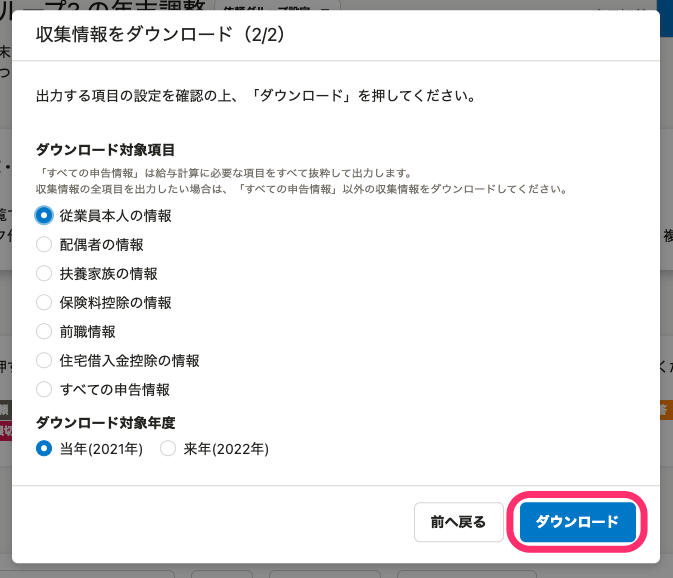 ループ2 の年末調整
収集情報をダウンロード（2/2）
出力する項目の設定を確認の上、「ダウンロード」を押してください。
ダウンロード対象項目
「すべての申告情報」は給与計算に必要な項目をすべて抜粋して出力します。
収集情報の全項目を出力したい場合は、「すべての申告情報」以外の収集情報をダウンロードしてください。
従業員本人の情報
配偶者の情報
扶養家族の情報
保険料控除の情報
前職情報
住宅借入金控除の情報
すべての申告情報
ダウンロード対象年度
当年(2021年) 来年(2022年)
前へ戻る ダウンロード